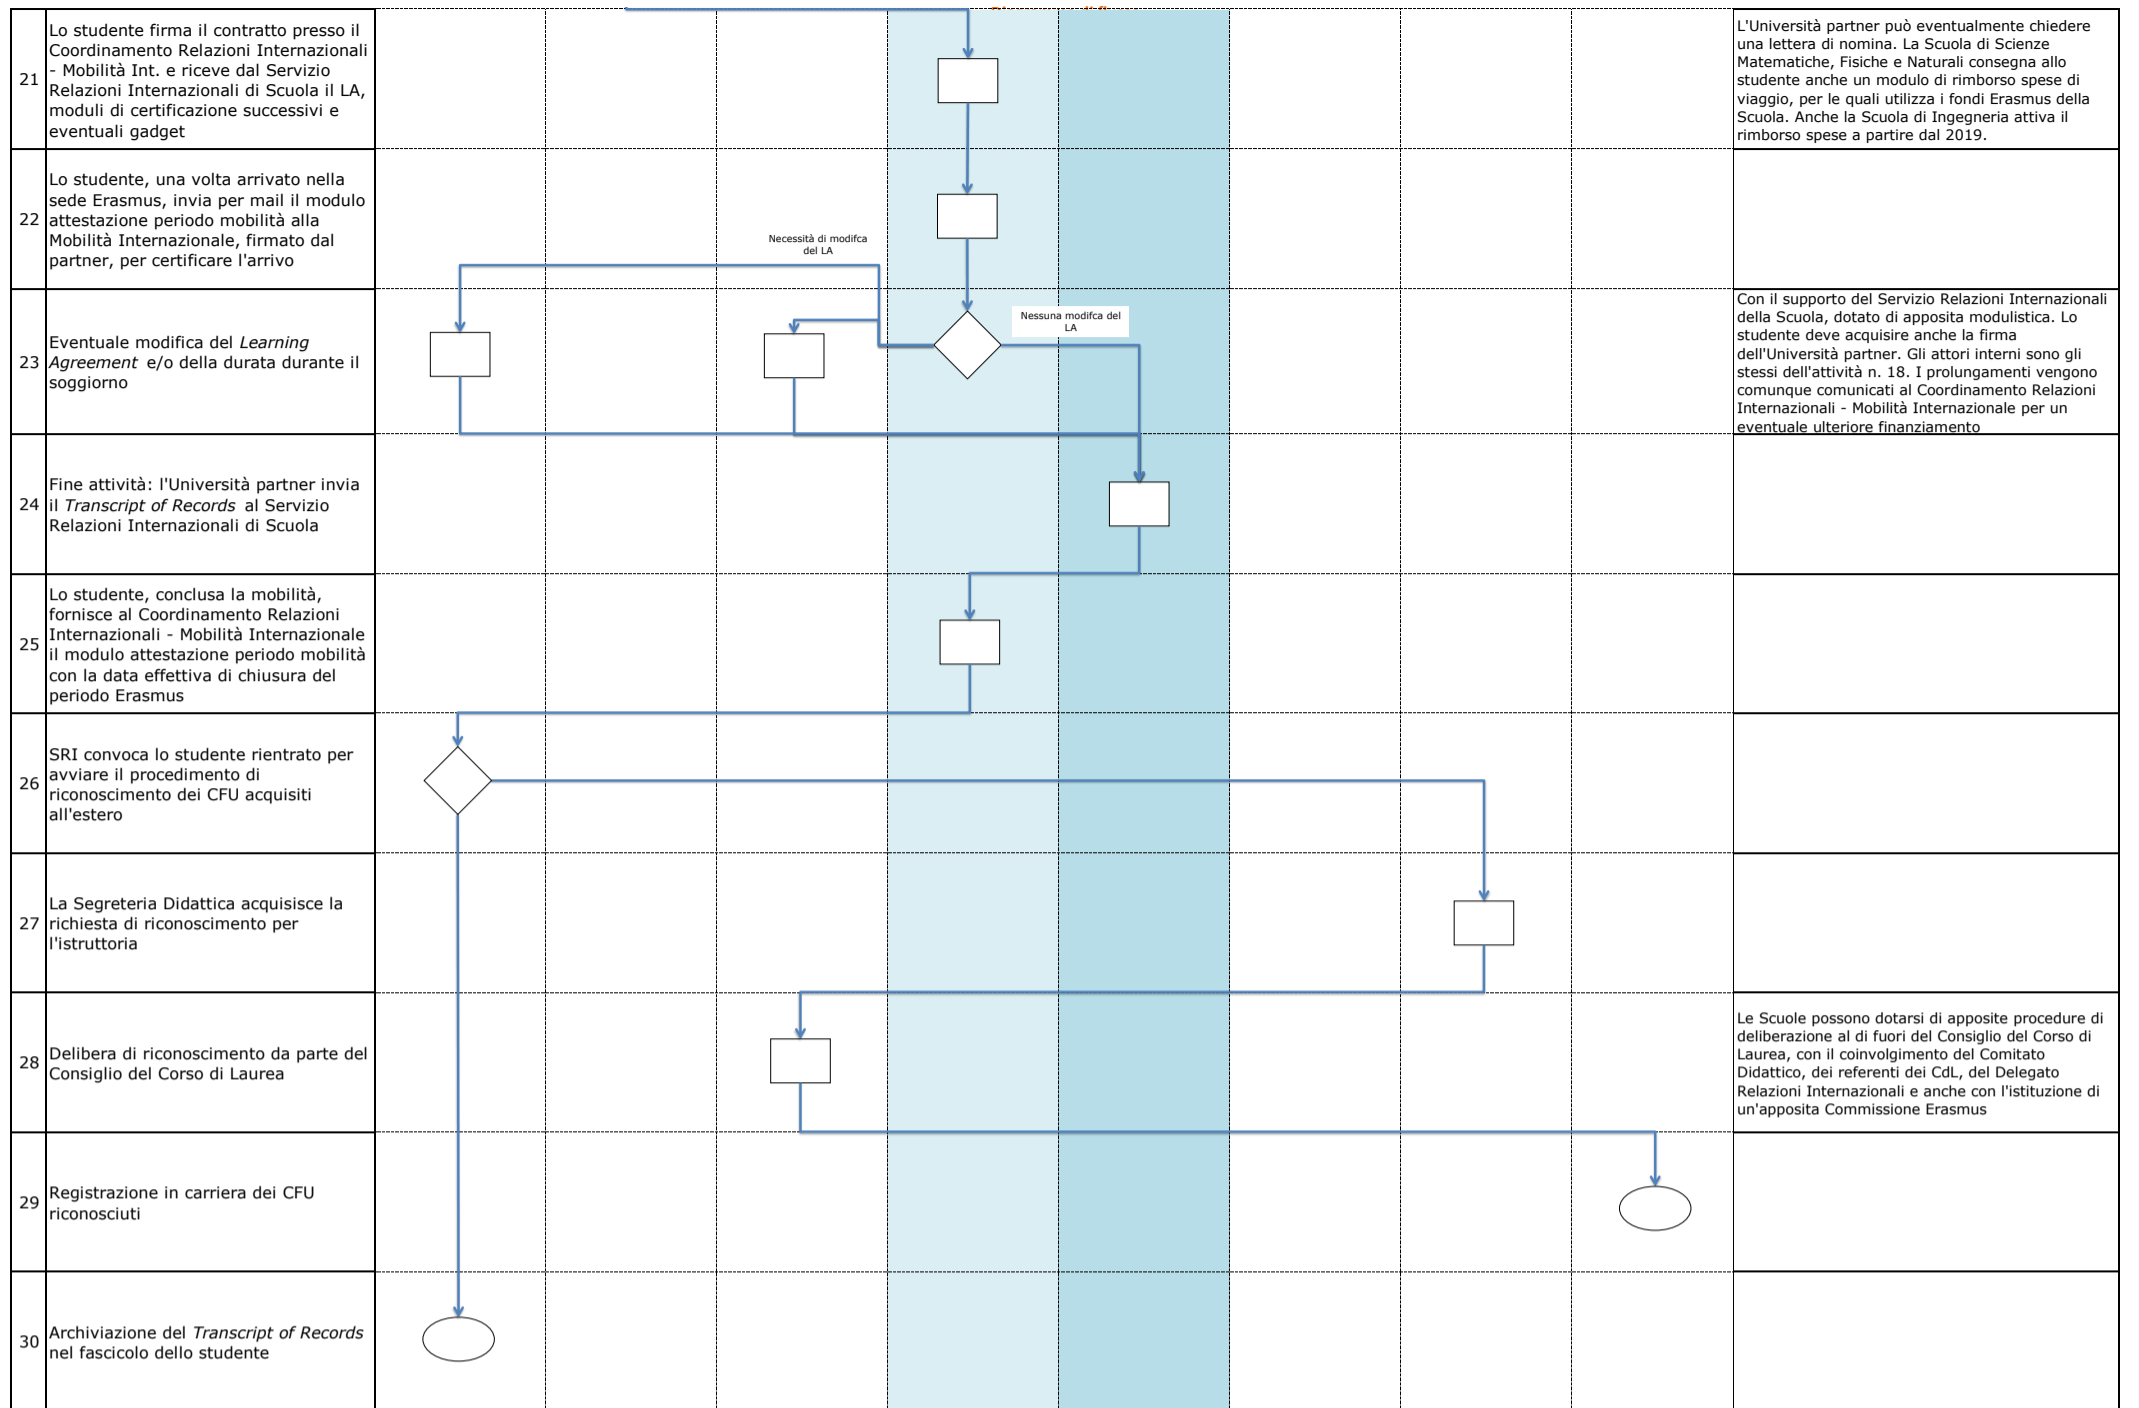 21
Lo studente firma il contratto presso il
Coordinamento Relazioni Internazionali
- Mobilità Int. e riceve dal Servizio
Relazioni Internazionali di Scuola il LA,
moduli di certificazione successivi e
eventuali gadget
L'Università partner può eventualmente chiedere
una lettera di nomina. La Scuola di Scienze
Matematiche, Fisiche e Naturali consegna allo
studente anche un modulo di rimborso spese di
viaggio, per le quali utilizza i fondi Erasmus della
Scuola. Anche la Scuola di Ingegneria attiva il
rimborso spese a partire dal 2019.
22
Lo studente, una volta arrivato nella
sede Erasmus, invia per mail il modulo
attestazione periodo mobilità alla
Mobilità Internazionale, firmato dal
partner, per certificare l'arrivo
Necessità di modifca
del LA
23
Eventuale modifica del Learning
Agreement e/o della durata durante il
soggiorno
Nessuna modifca del
LA
Con il supporto del Servizio Relazioni Internazionali
della Scuola, dotato di apposita modulistica. Lo
studente deve acquisire anche la firma
dell'Università partner. Gli attori interni sono gli
stessi dell'attività n. 18. I prolungamenti vengono
comunque comunicati al Coordinamento Relazioni
Internazionali - Mobilità Internazionale per un
eventuale ulteriore finanziamento
24
Fine attività: l'Università partner invia
il Transcript of Records al Servizio
Relazioni Internazionali di Scuola
25
Lo studente, conclusa la mobilità,
fornisce al Coordinamento Relazioni
Internazionali - Mobilità Internazionale
il modulo attestazione periodo mobilità
con la data effettiva di chiusura del
periodo Erasmus
26
SRI convoca lo studente rientrato per
avviare il procedimento di
riconoscimento dei CFU acquisiti
all'estero
27
La Segreteria Didattica acquisisce la
richiesta di riconoscimento per
l'istruttoria
28
Delibera di riconoscimento da parte del
Consiglio del Corso di Laurea
Le Scuole possono dotarsi di apposite procedure di
deliberazione al di fuori del Consiglio del Corso di
Laurea, con il coinvolgimento del Comitato
Didattico, dei referenti dei CdL, del Delegato
Relazioni Internazionali e anche con l'istituzione di
un'apposita Commissione Erasmus
29
Registrazione in carriera dei CFU
riconosciuti
30
Archiviazione del Transcript of Records
nel fascicolo dello studente